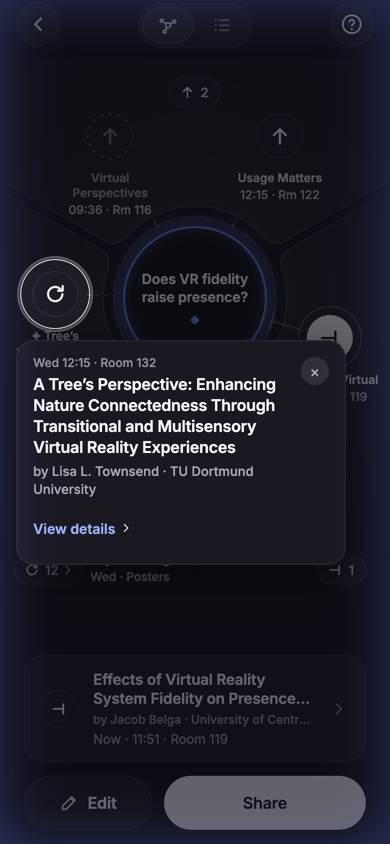 2
Virtual
Perspectives
09:36 · Rm 116
Usage Matters
12:15 · Rm 122
Does VR fidelity
raise presence?
Tree's
Virtual
119
Wed 12:15 · Room 132
A Tree's Perspective: Enhancing
Nature Connectedness Through
Transitional and Multisensory
Virtual Reality Experiences
by Lisa L. Townsend · TU Dortmund
University
View details
12
Wed · Posters
1
Effects of Virtual Reality
System Fidelity on Presence...
by Jacob Belga · University of Centr...
Now · 11:51 · Room 119
Edit
Share